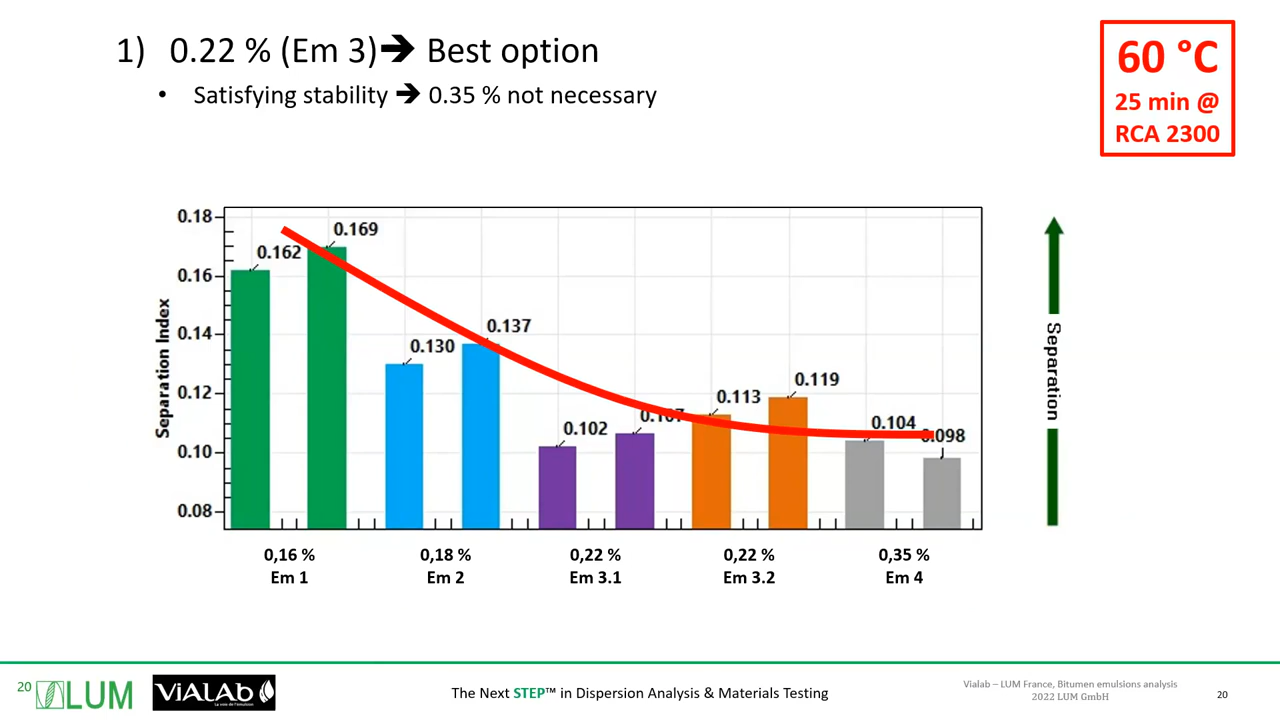 1) 0.22 % (Em 3)➔ Best option
• Satisfying stability ➔ 0.35 % not necessary
60 °C
25 min @
RCA 2300
0.18
0.16
0.14
0.12
0.10
0.08
Separation Index
0.162
0.169
0.130
0.137
0.102
0.107
0.113
0.119
0.104
0.098
Separation
0,16 %
Em 1
0,18 %
Em 2
0,22 %
Em 3.1
0,22 %
Em 3.2
0,35 %
Em 4
20
LUM
ViALAb
La voie de l'émulsion
The Next STEP™ in Dispersion Analysis & Materials Testing
Vialab – LUM France, Bitumen emulsions analysis
2022 LUM GmbH
20